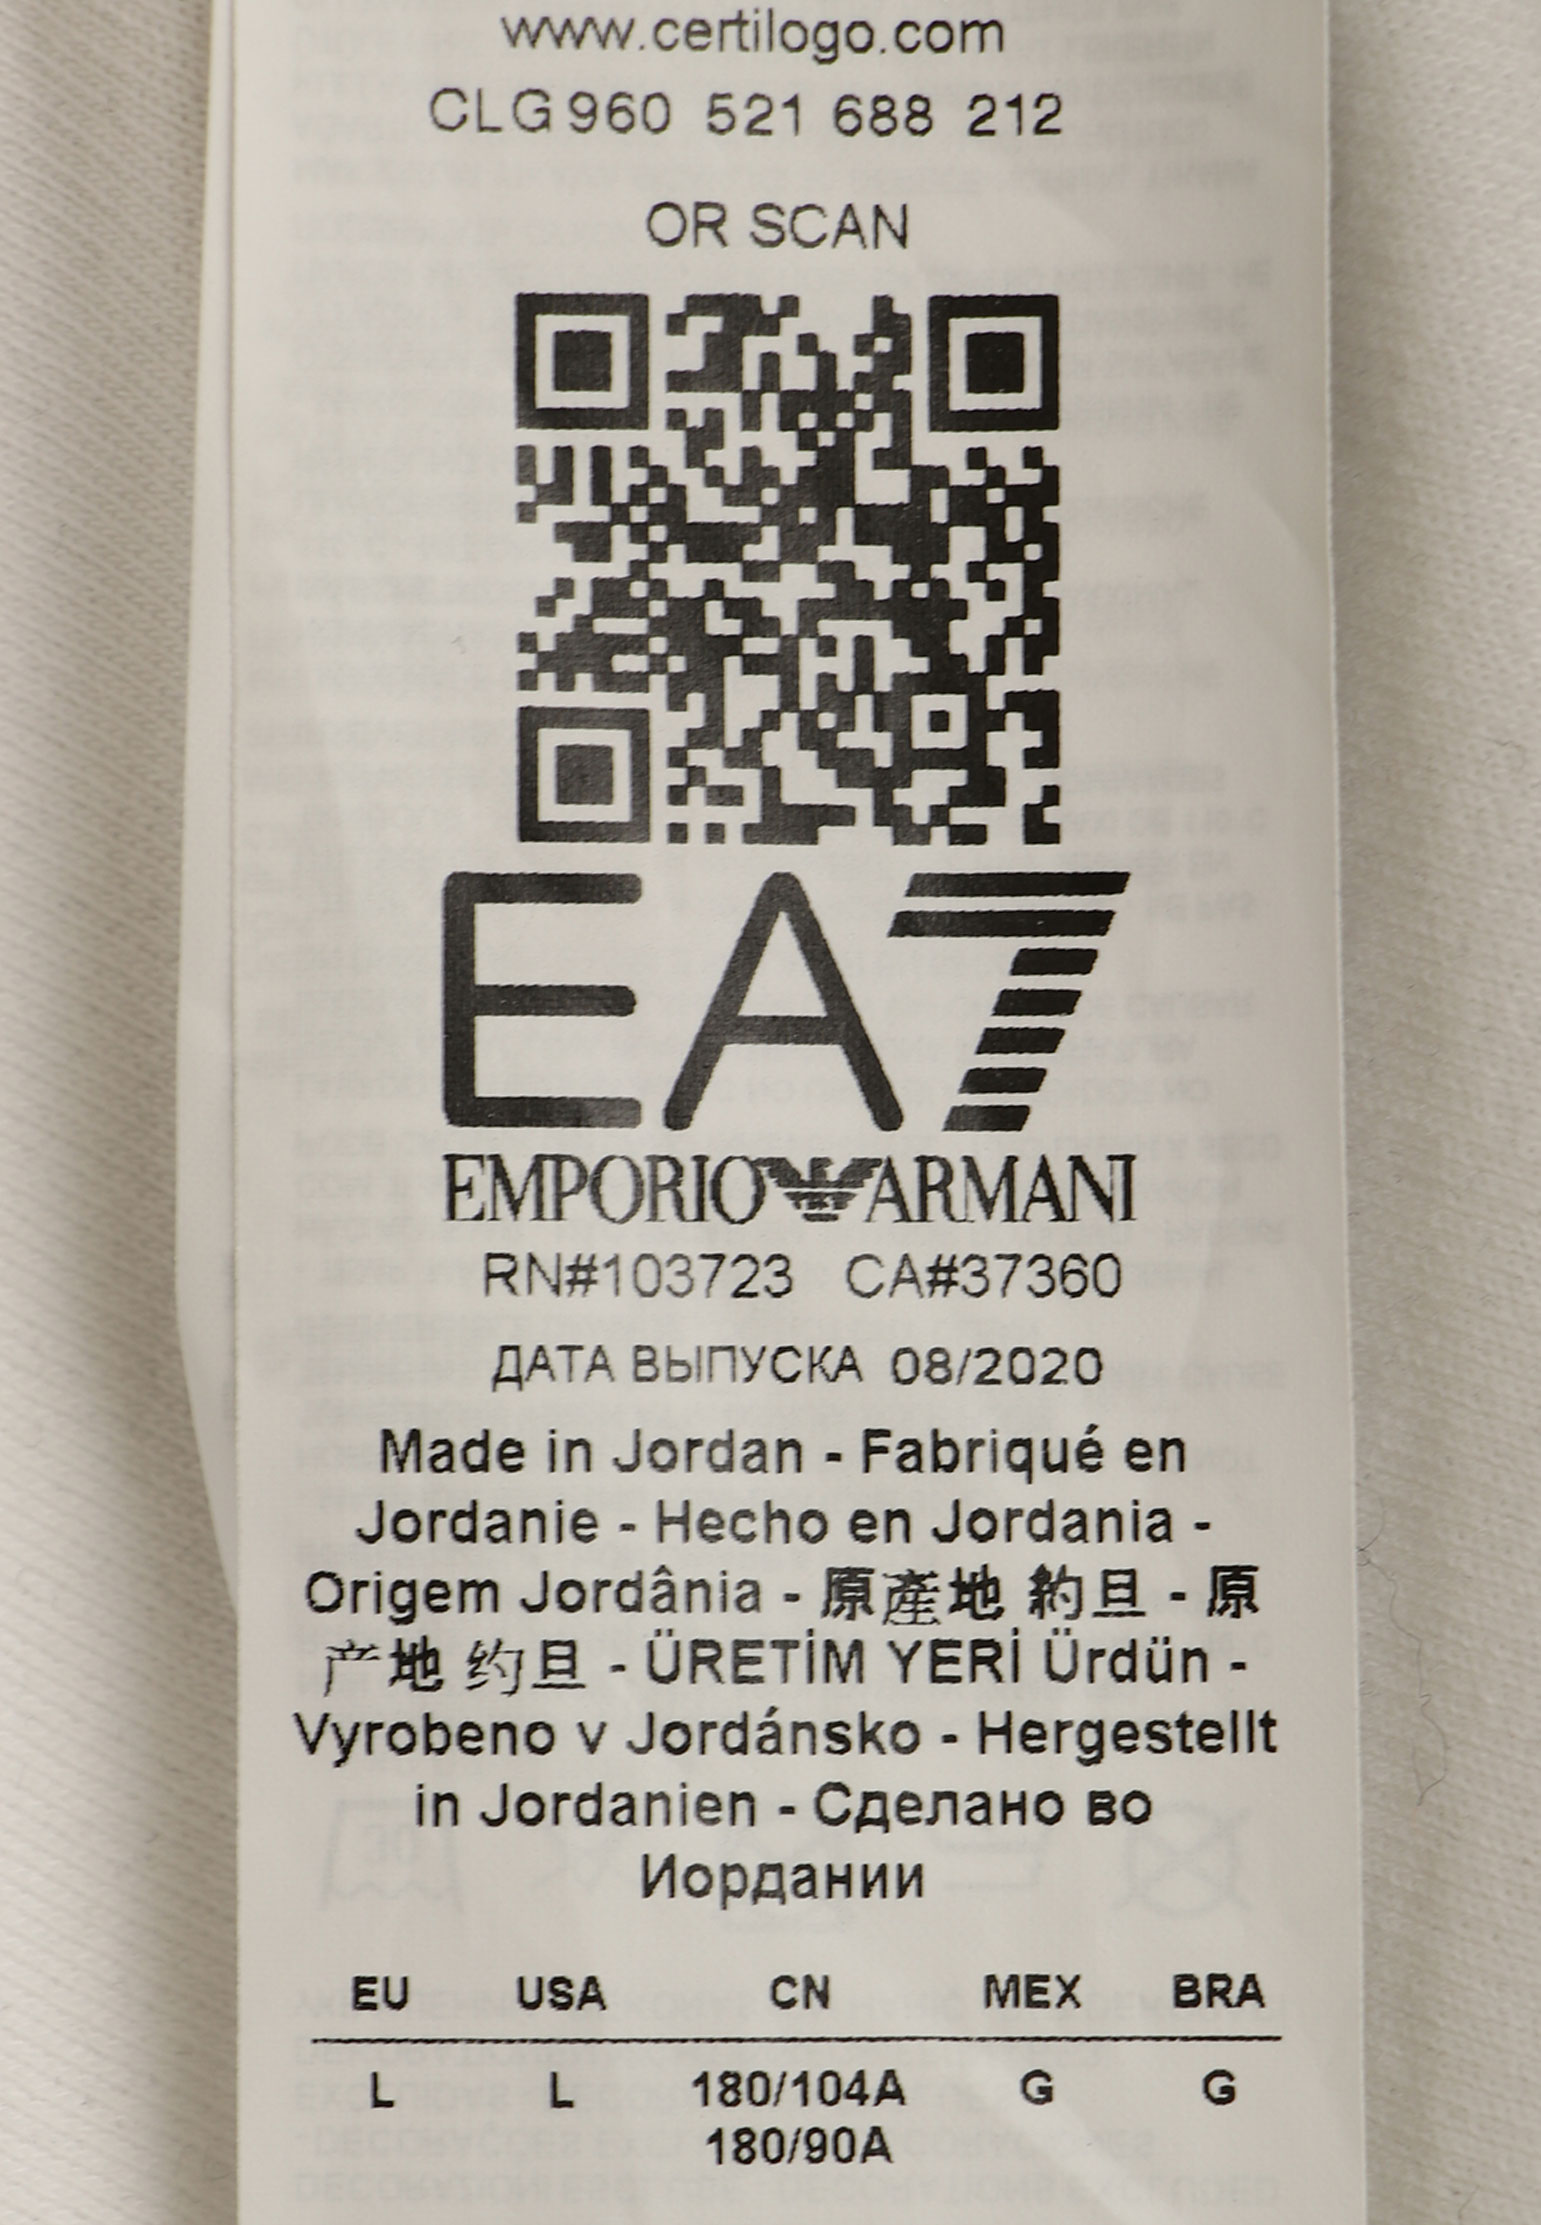 www.certilogo.com
CLG 960 521 688 212
OR SCAN
EA7
EMPORIO ARMANI
RN#103723 CA#37360
ДАТА ВЫПУСКА 08/2020
Made in Jordan - Fabriqué en
Jordanie - Hecho en Jordania -
Origem Jordânia - 原產地 約旦 - 原
产地 约旦 - ÜRETİM YERİ Ürdün -
Vyrobeno v Jordánsko - Hergestellt
in Jordanien - Сделано во
Иордании
EU USA CN MEX BRA
L L 180/104A G G
180/90A